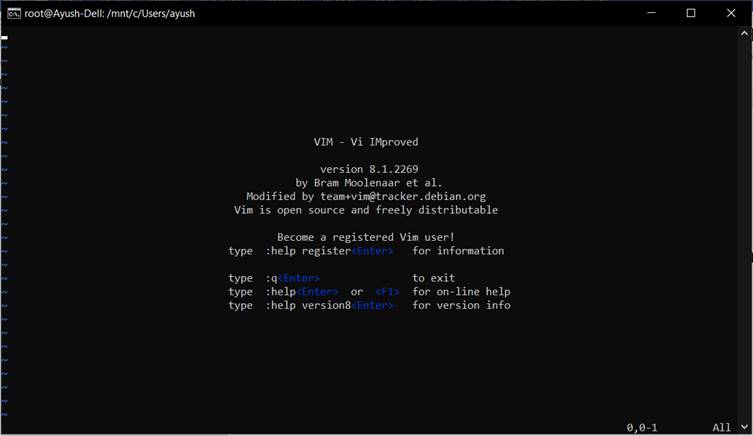 root@Ayush-Dell: /mnt/c/Users/ayush
~
~
~
~
~
~
~
~
VIM - Vi IMproved
~
version 8.1.2269
by Bram Moolenaar et al.
Modified by team+vim@tracker.debian.org
Vim is open source and freely distributable
~
Become a registered Vim user!
type :help register<Enter> for information
~
type :q<Enter> to exit
type :help<Enter> or <F1> for on-line help
type :help version8<Enter> for version info
~
~
~
~
~
~
~
~
0,0-1 All